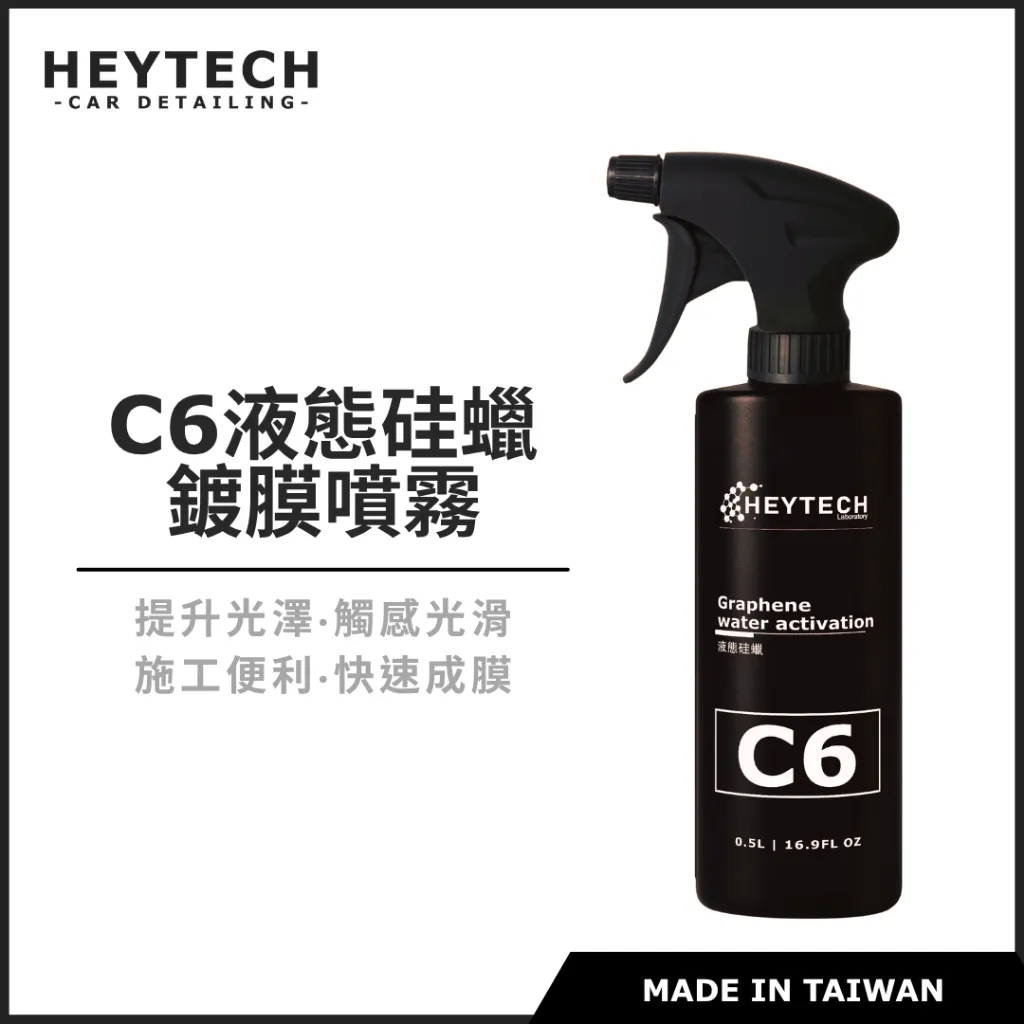 HEYTECH
-CAR DETAILING-
C6液態硅蠟
鍍膜噴霧
提升光澤·觸感光滑
施工便利·快速成膜
HEYTECH
Laboratory
Graphene
water activation
液態硅蠟
C6
0.5L | 16.9FL OZ
MADE IN TAIWAN